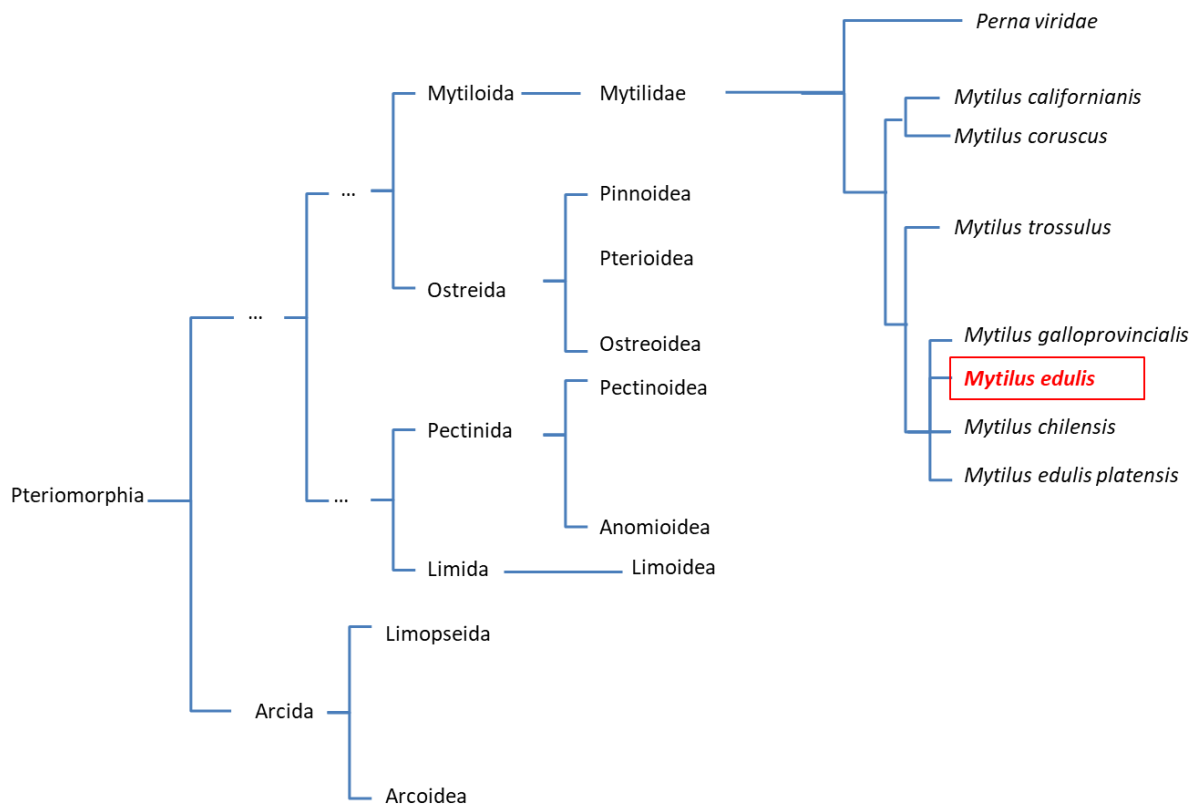 Perna viridae
Mytiloida
Mytilidae
Mytilus californianis
Mytilus coruscus
...
Pinnoidea
Mytilus trossulus
Pterioidea
Ostreida
...
Ostreoidea
Mytilus galloprovincialis
Mytilus edulis
Pectinoidea
Pectinida
Mytilus chilensis
Mytilus edulis platensis
Pteriomorphia
...
Anomioidea
Limida
Limoidea
Limopseida
Arcida
Arcoidea